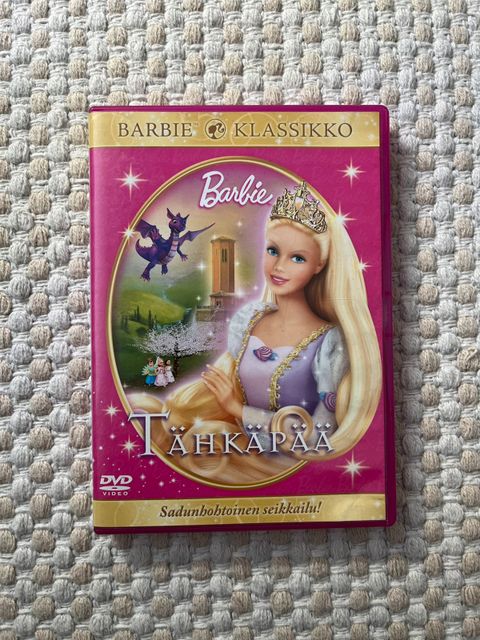 BARBIE KLASSIKKO
Barbie
TÄHKÄPÄÄ
DVD
VIDEO
Sadunhohtoinen seikkailu!